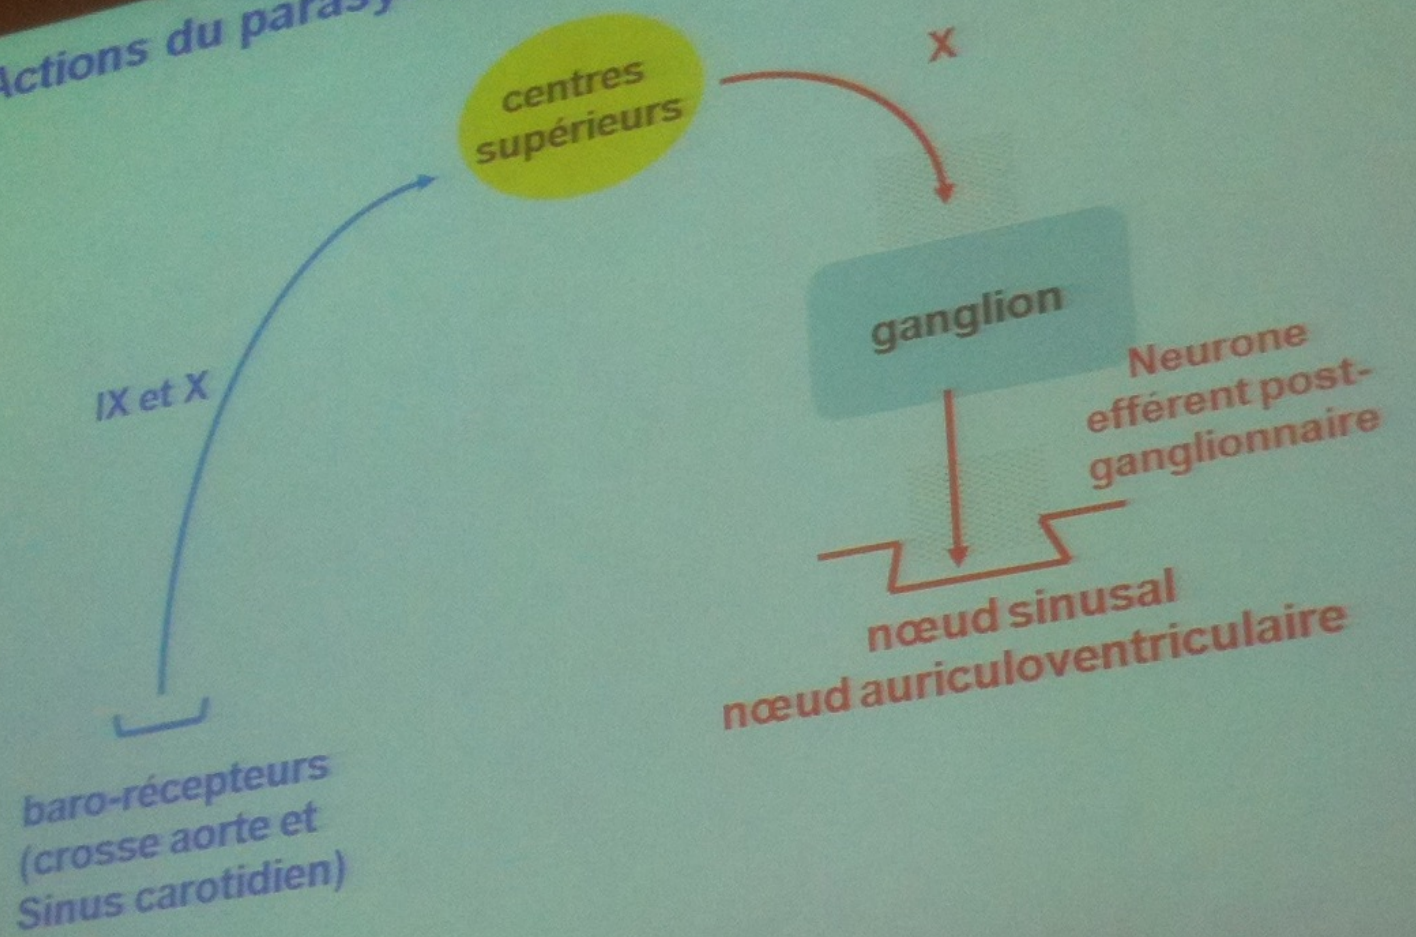 Actions du
centres
supérieurs
X
ganglion
IX et X
Neurone
efférent post-
ganglionnaire
nœud sinusal
nœud auriculoventriculaire
baro-récepteurs
(crosse aorte et
Sinus carotidien)